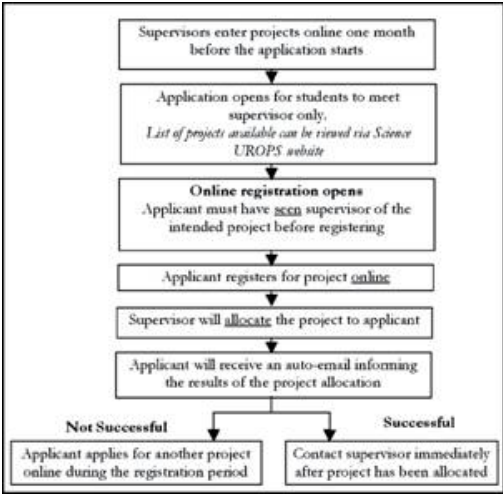 Supervisors enter projects online one month
before the application starts
Application opens for students to meet
supervisor only.
List of projects available can be viewed via Science
UROPS website
Online registration opens
Applicant must have seen supervisor of the
intended project before registering
Applicant registers for project online
Supervisor will allocate the project to applicant
Applicant will receive an auto-email informing
the results of the project allocation
Not Successful
Successful
Applicant applies for another project
online during the registration period
Contact supervisor immediately
after project has been allocated